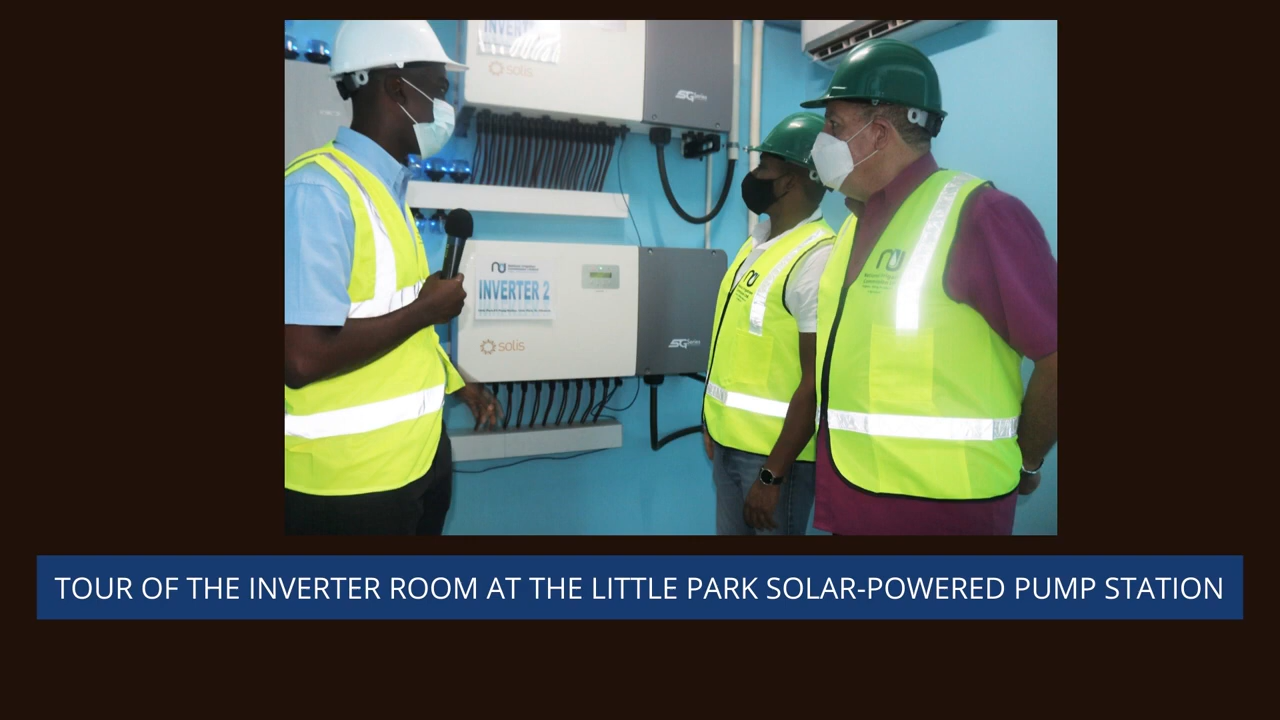 INVERT
solis
SG Series
INVERTER 2
solis
SG Series
TOUR OF THE INVERTER ROOM AT THE LITTLE PARK SOLAR-POWERED PUMP STATION